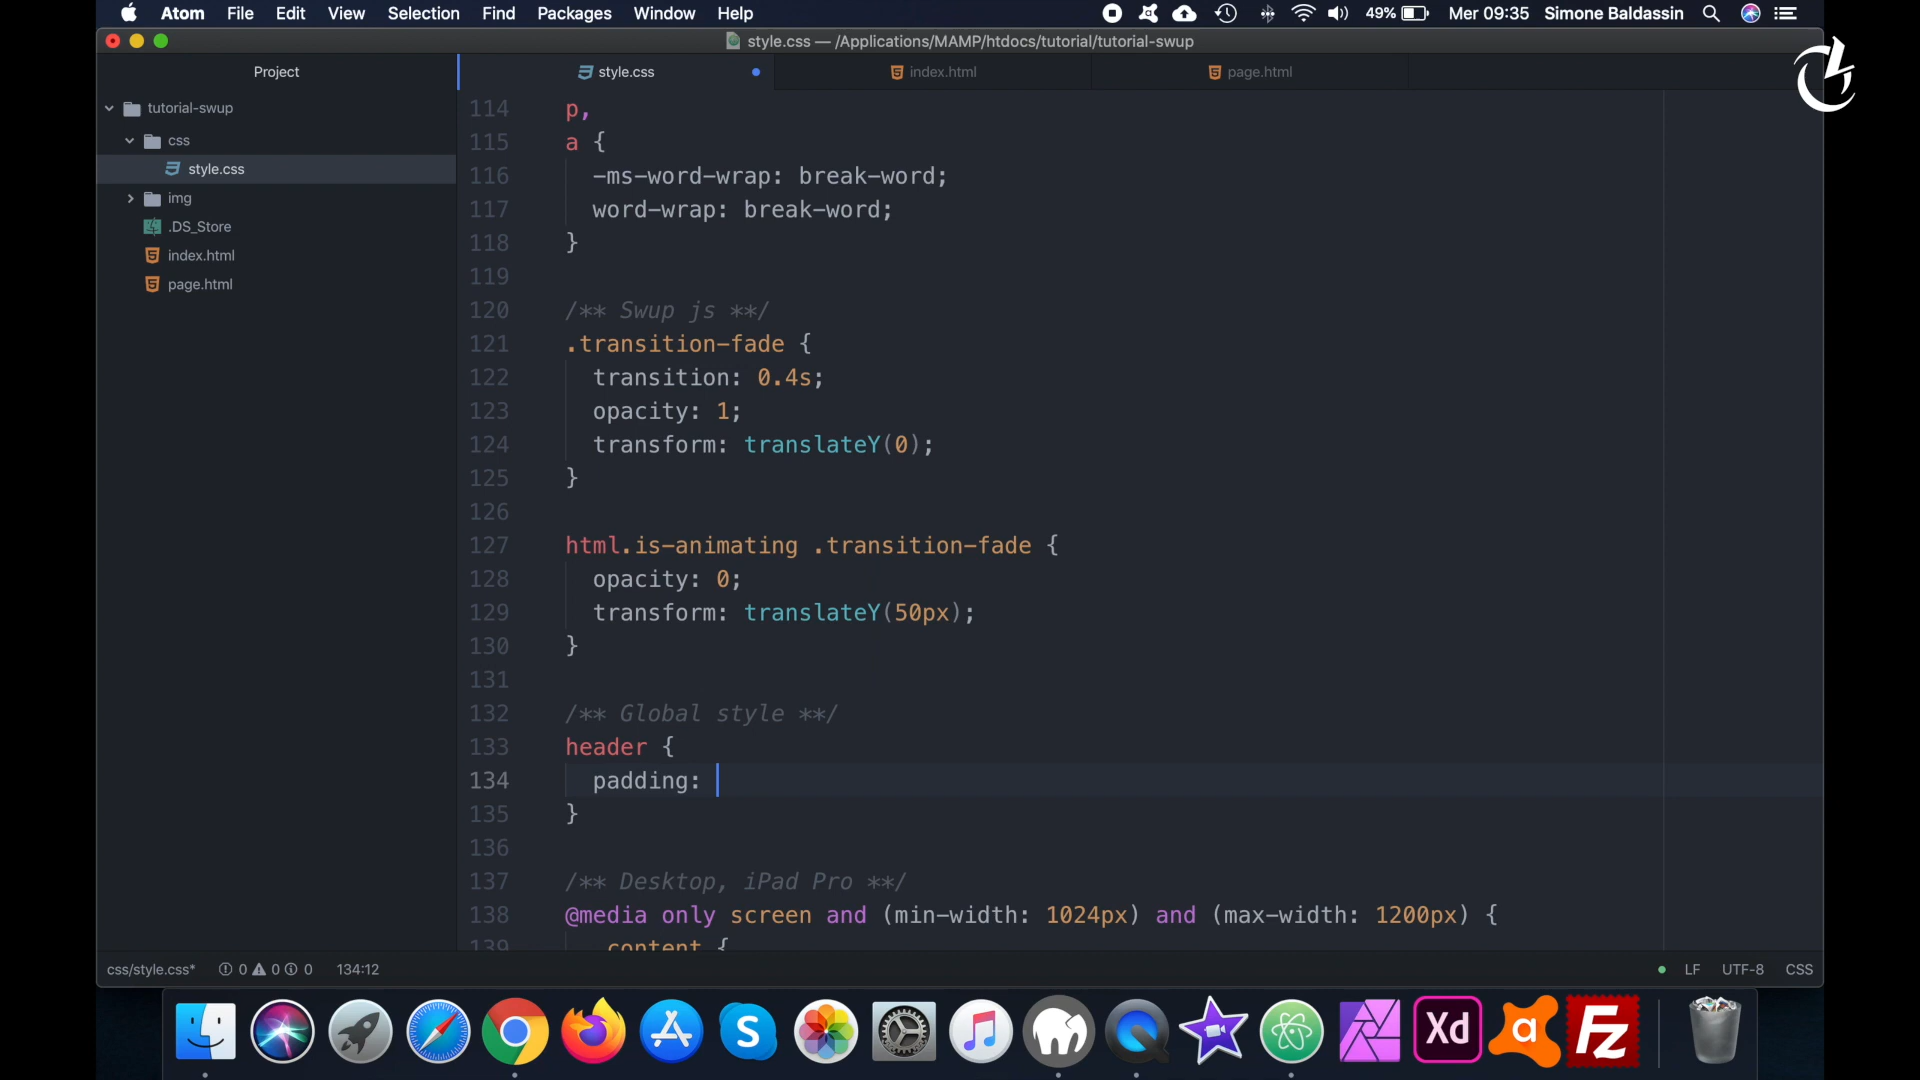 Atom File Edit View Selection Find Packages Window Help 49% Mer 09:35 Simone Baldassin
style.css — /Applications/MAMP/htdocs/tutorial/tutorial-swup
Project style.css index.html page.html
tutorial-swup
css
style.css
img
.DS_Store
index.html
page.html
114 p,
115 a {
116 -ms-word-wrap: break-word;
117 word-wrap: break-word;
118 }
119
120 /** Swup js **/
121 .transition-fade {
122 transition: 0.4s;
123 opacity: 1;
124 transform: translateY(0);
125 }
126
127 html.is-animating .transition-fade {
128 opacity: 0;
129 transform: translateY(50px);
130 }
131
132 /** Global style **/
133 header {
134 padding:
135 }
136
137 /** Desktop, iPad Pro **/
138 @media only screen and (min-width: 1024px) and (max-width: 1200px) {
139 content {
css/style.css* 0 0 0 134:12 LF UTF-8 CSS
S Xd a Fz